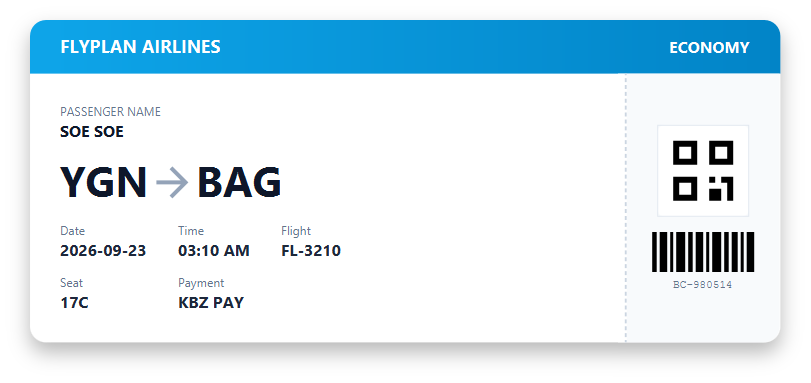 FLYPLAN AIRLINES
ECONOMY
PASSENGER NAME
SOE SOE
YGN → BAG
Date Time Flight
2026-09-23 03:10 AM FL-3210
Seat Payment
17C KBZ PAY
BC-980514